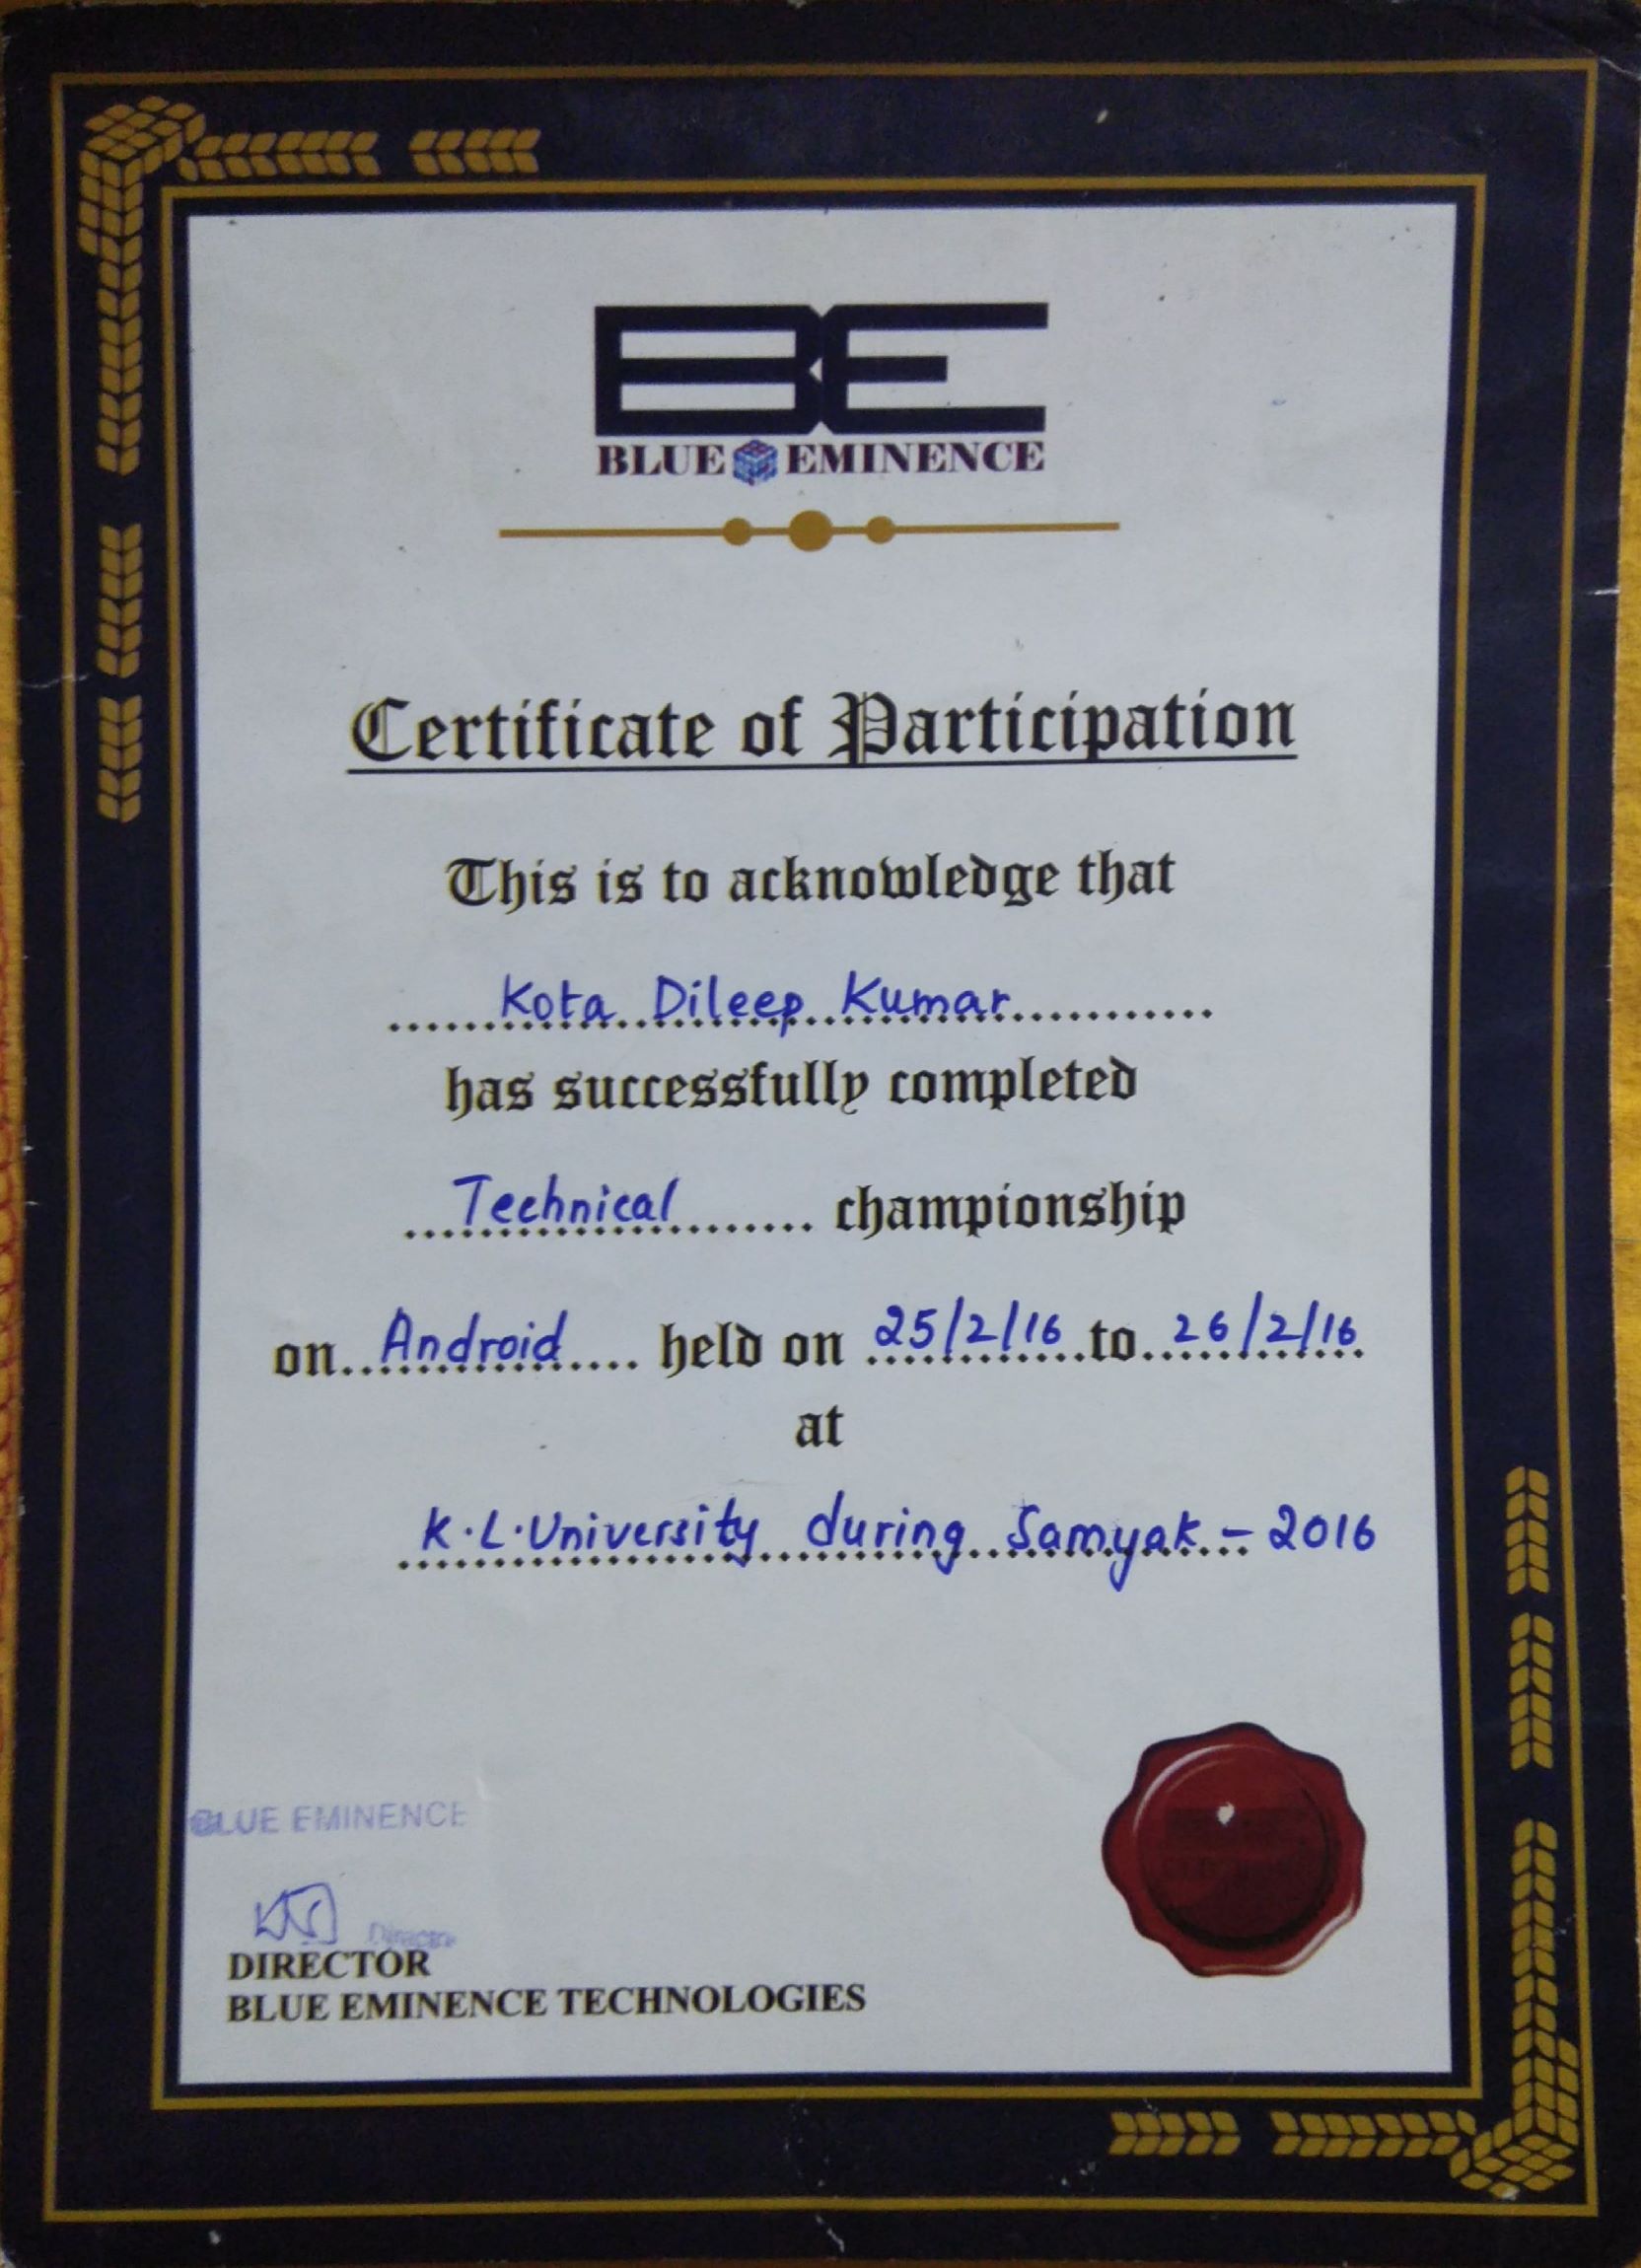 BE
BLUE EMINENCE
Certificate of Participation
This is to acknowledge that
Kota Dileep Kumar
has successfully completed
Technical championship
on Android held on 25/2/16 to 26/2/16
at
K.L.University during Samyak - 2016
BLUE EMINENCE
Director
DIRECTOR
BLUE EMINENCE TECHNOLOGIES